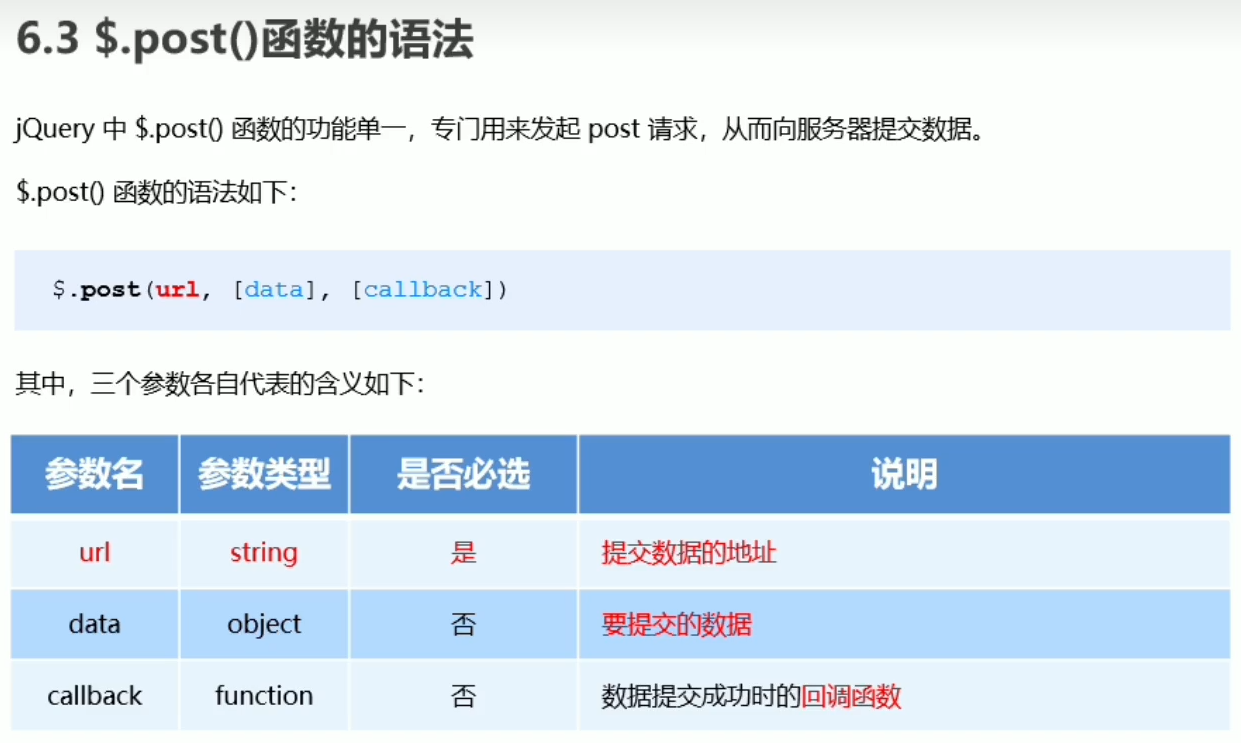 6.3 $.post()函数的语法
jQuery 中 $.post() 函数的功能单一，专门用来发起 post 请求，从而向服务器提交数据。
$.post() 函数的语法如下：
$.post(url, [data], [callback])
其中，三个参数各自代表的含义如下：
参数名 参数类型 是否必选 说明
url string 是 提交数据的地址
data object 否 要提交的数据
callback function 否 数据提交成功时的回调函数